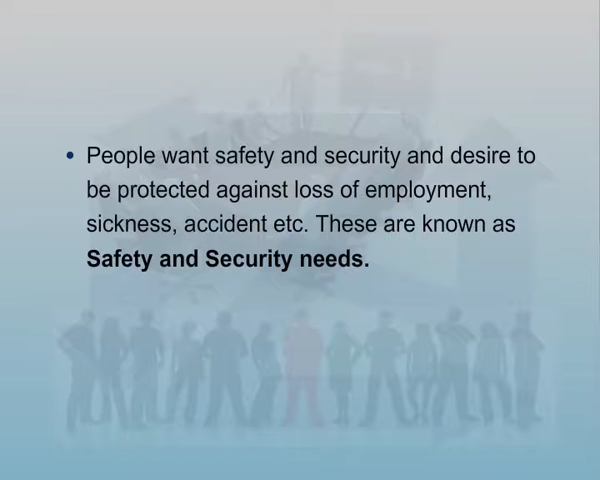 • People want safety and security and desire to
be protected against loss of employment,
sickness, accident etc. These are known as
Safety and Security needs.